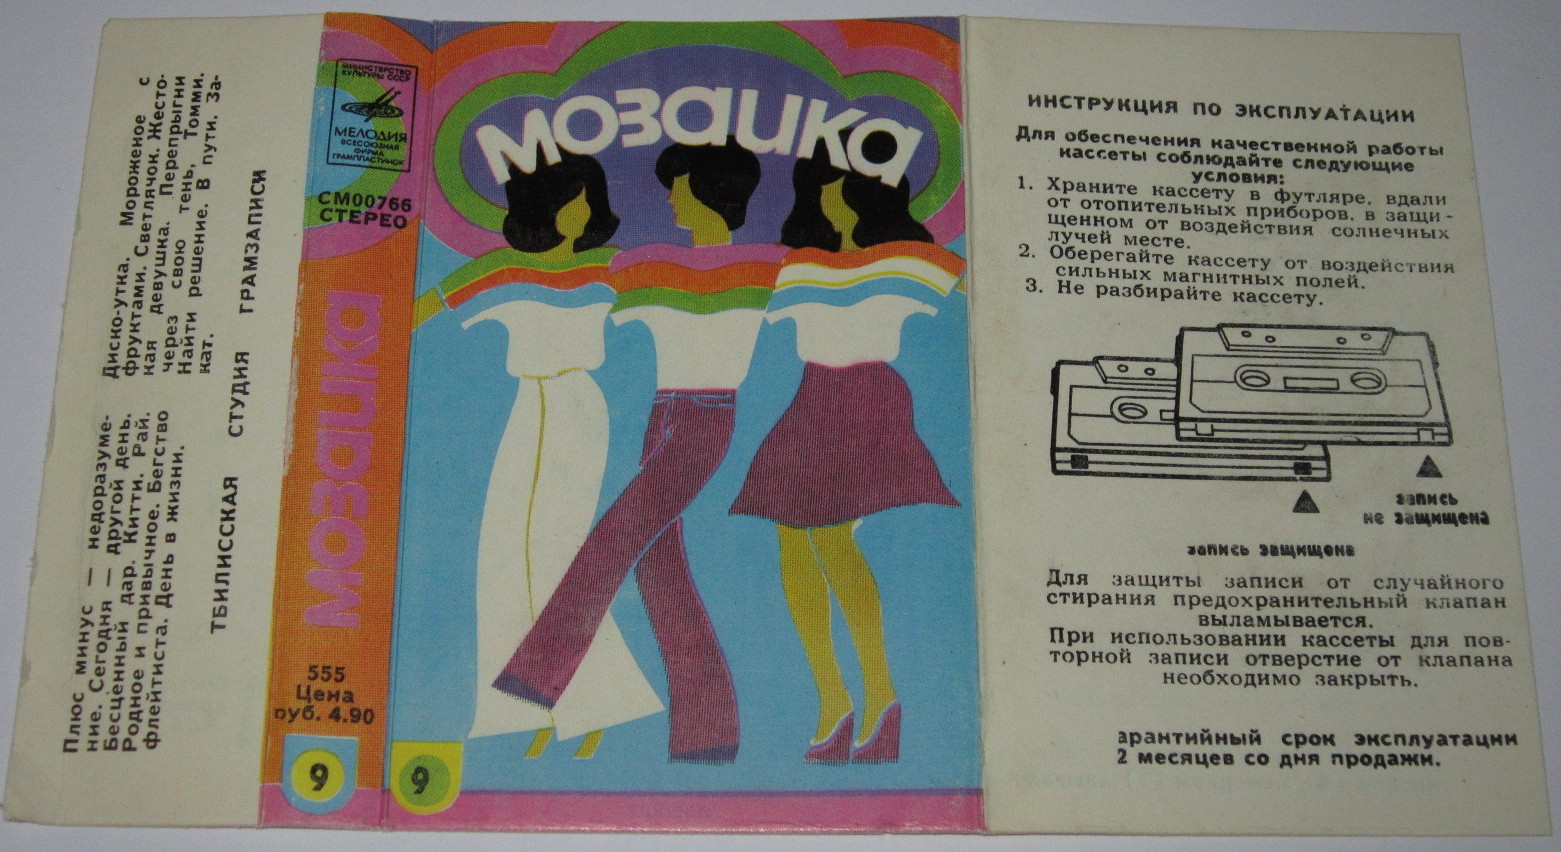 Плюс минус — недоразуме-
ние. Сегодня — другой день.
Бесценный дар. Китти. Рай.
Родное и привычное. Бегство
флейтиста. День в жизни.
Диско-утка. Мороженое с
фруктами. Светлячок. Жесто-
кая девушка. Перепрыгни
через свою тень, Томми.
Найти решение. В пути. За-
кат.
ТБИЛИССКАЯ СТУДИЯ ГРАМЗАПИСИ
МИНИСТЕРСТВО
КУЛЬТУРЫ СССР
МЕЛОДИЯ
ВСЕСОЮЗНАЯ
ФИРМА
ГРАМПЛАСТИНОК
СМ00766
СТЕРЕО
мозаика
555
Цена
руб. 4.90
9
мозаика
9
ИНСТРУКЦИЯ ПО ЭКСПЛУАТАЦИИ
Для обеспечения качественной работы
кассеты соблюдайте следующие
условия:
1. Храните кассету в футляре, вдали
от отопительных приборов, в защи-
щенном от воздействия солнечных
лучей месте.
2. Оберегайте кассету от воздействия
сильных магнитных полей.
3. Не разбирайте кассету.
запись
не защищена
запись защищена
Для защиты записи от случайного
стирания предохранительный клапан
выламывается.
При использовании кассеты для пов-
торной записи отверстие от клапана
необходимо закрыть.
арантийный срок эксплуатации
2 месяцев со дня продажи.